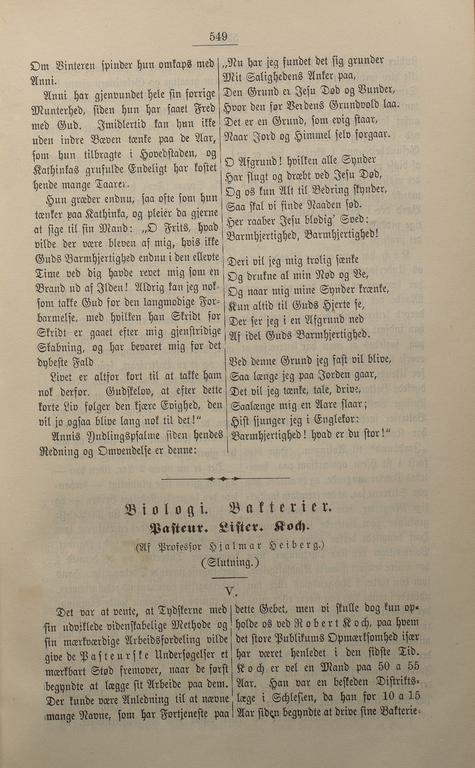 549
Om Vinteren spinder hun omkaps med
Anni.
Anni har gjenvundet hele sin forrige
Munterhed, siden hun har faaet Fred
med Gud. Imidlertid kan hun ikke
uden indre Bæven tænke paa de Aar,
som hun tilbragte i Hovedstaden, og
Kathinkas grufulde Endeligt har kostet
hende mange Taarer.
Hun græder endnu, saa ofte som hun
tænker paa Kathinka, og pleier da gjerne
at sige til sin Mand: „O Frits, hvad
vilde der være bleven af mig, hvis ikke
Guds Barmhjertighed endnu i den ellevte
Time ved dig havde revet mig som en
Brand ud af Ilden! Aldrig kan jeg nok-
som takke Gud for den langmodige For-
barmelse, med hvilken han Skridt for
Skridt er gaaet efter mig gjenstridige
Skabning, og har bevaret mig for det
dybeste Fald
Livet er altfor kort til at takke ham
nok derfor. Gudskelov, at efter dette
korte Liv følger den kjære Evighed, den
vil jo ogsaa blive lang nok til det!“
Annis Yndlingspsalme siden hendes
Redning og Omvendelse er denne:
„Nu har jeg fundet det jeg grunder
Mit Salighedens Anker paa,
Den Grund er Jesu Død og Vunder,
Hvor den før Verdens Grundvold laa.
Det er en Grund, som evig staar,
Naar Jord og Himmel selv forgaar.
O Afgrund! hvilken alle Synder
Har slugt og dræbt ved Jesu Død,
Og os kun Alt til Bedring skynder,
Saa skal vi finde Naaden sød.
Her raaber Jesu blodig' Sved:
Barmhjertighed, Barmhjertighed!
Deri vil jeg mig trolig sænke
Og drukne al min Nød og Ve,
Og naar mig mine Synder krænke,
Kun altid til Guds Hjerte se,
Der ser jeg i en Afgrund ned
Af idel Guds Barmhjertighed.
Ved denne Grund jeg fast vil blive,
Saa længe jeg paa Jorden gaar,
Det vil jeg tænke, tale, drive,
Saalænge mig en Aare slaar;
Hist sjunger jeg i Englekor:
Barmhjertighed! hvad er du stor!“
Biologi. Bakterier.
Pasteur. Lister. Koch.
(Af Professor Hjalmar Heiberg.)
(Slutning.)
V.
Det var at vente, at Tydskerne med
sin udviklede videnskabelige Methode og
sin mærkværdige Arbeidsfordeling vilde
give de Pasteurske Undersøgelser et
mærkbart Stød fremover, naar de først
begyndte at lægge sit Arbeide paa dem.
Der kunde være Anledning til at nævne
mange Navne, som har Fortjeneste paa
dette Gebet, men vi skulle dog kun op-
holde os ved Robert Koch, paa hvem
det store Publikums Opmærksomhed især
har været henledet i den sidste Tid.
Koch er vel en Mand paa 50 a 55
Aar. Han var en beskeden Distrikts-
læge i Schlesien, da han for 10 a 15
Aar siden begyndte at drive sine Bakterie-